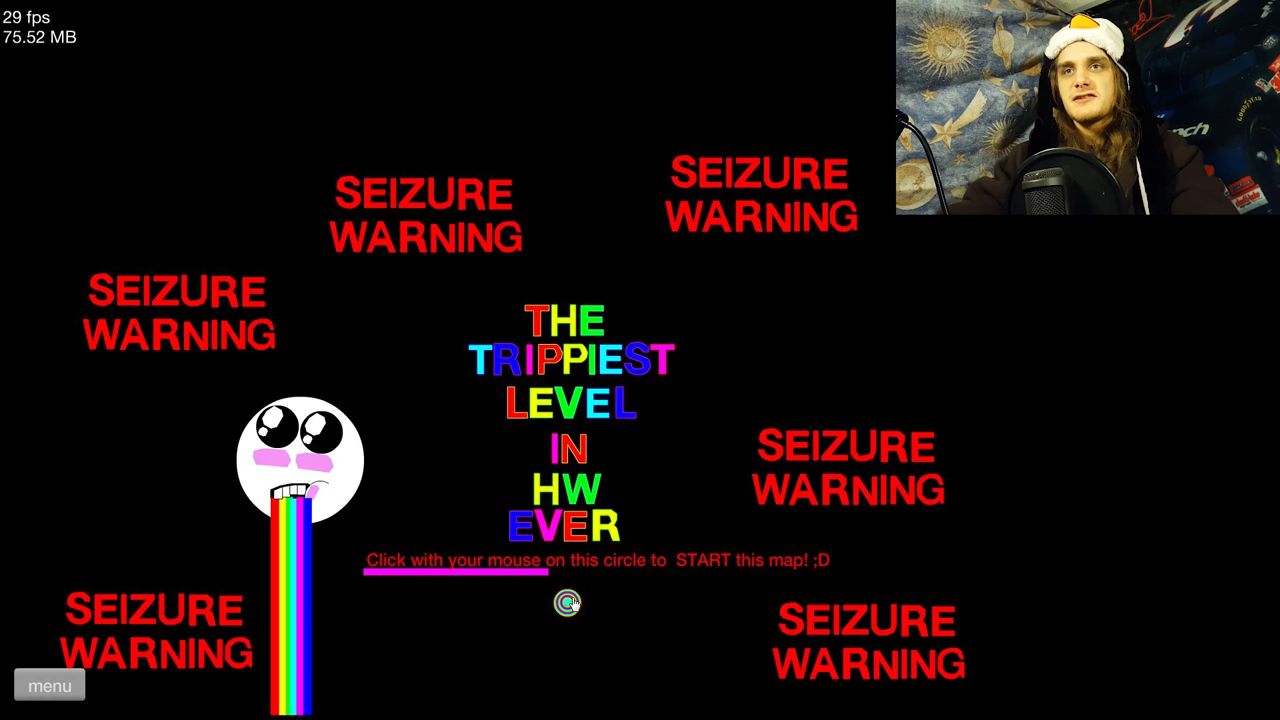 29 fps
75.52 MB
SEIZURE
WARNING
SEIZURE
WARNING
SEIZURE
WARNING
THE
TRIPPIEST
LEVEL
IN
HW
EVER
SEIZURE
WARNING
Click with your mouse on this circle to START this map! ;D
SEIZURE
WARNING
SEIZURE
WARNING
menu
GOODYEAR